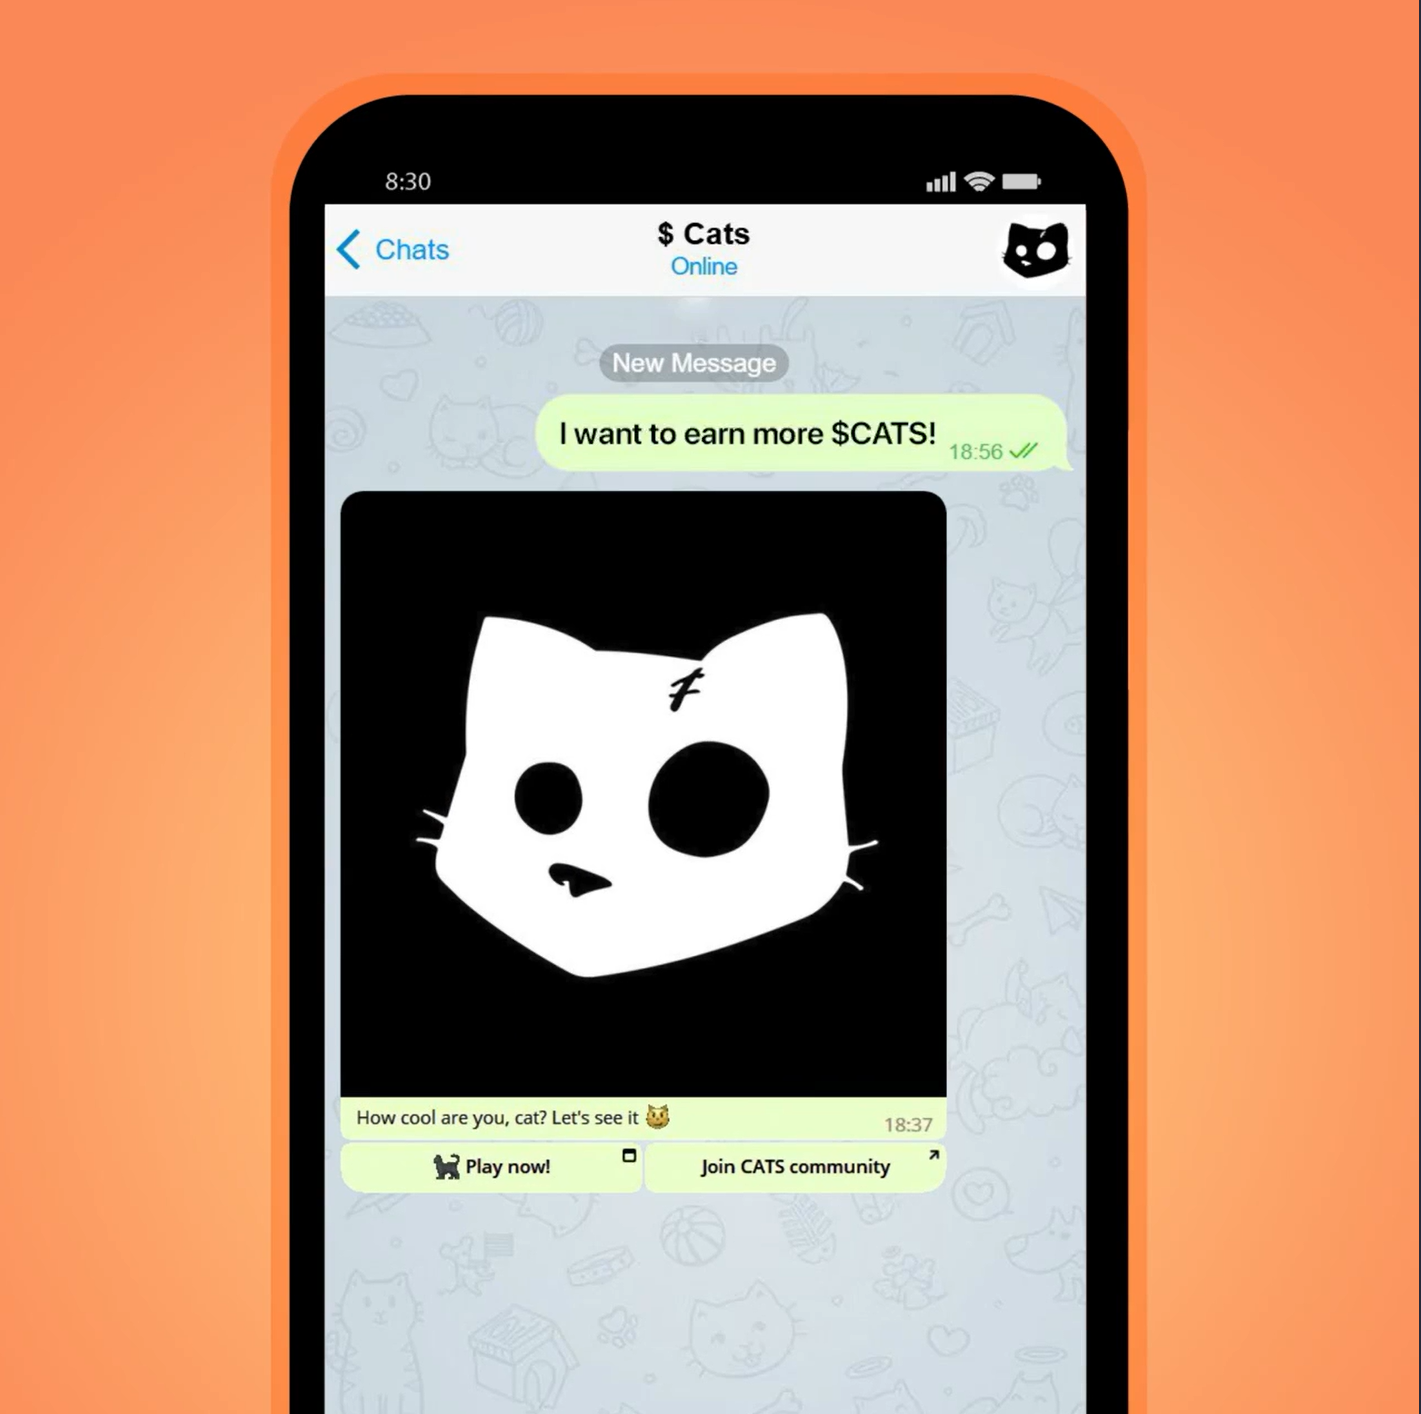 8:30
Chats
$ Cats
Online
New Message
I want to earn more $CATS!
18:56
How cool are you, cat? Let's see it 😼
18:37
🐈‍⬛ Play now!
Join CATS community